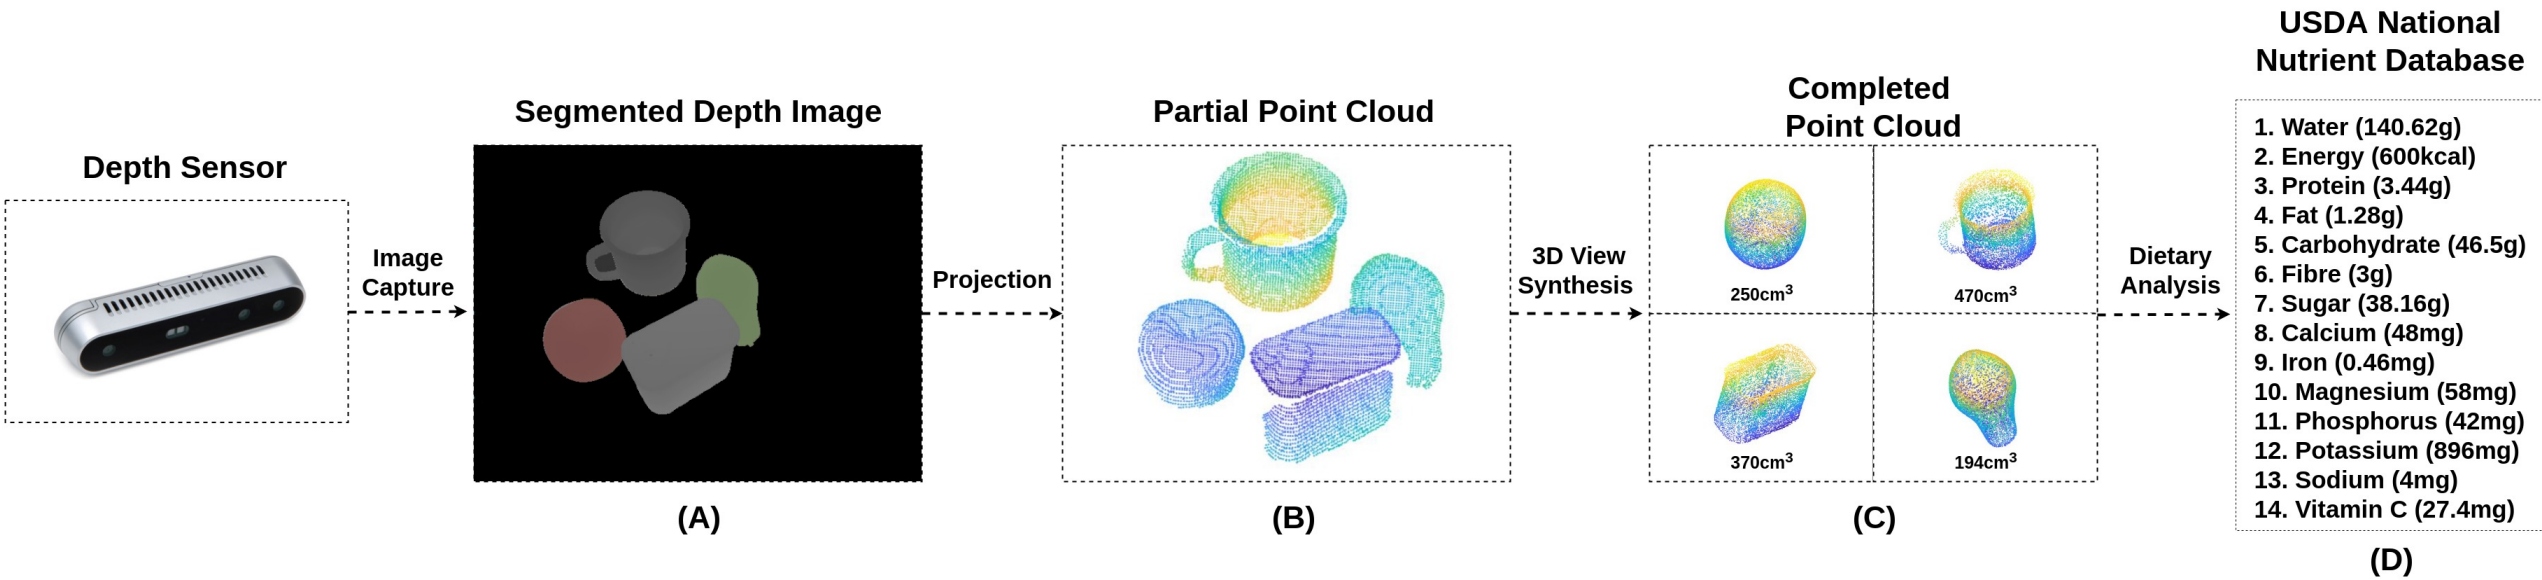 Depth Sensor
Image
Capture
Segmented Depth Image
(A)
Projection
Partial Point Cloud
(B)
3D View
Synthesis
Completed
Point Cloud
250cm³
470cm³
370cm³
194cm³
(C)
Dietary
Analysis
USDA National
Nutrient Database
1. Water (140.62g)
2. Energy (600kcal)
3. Protein (3.44g)
4. Fat (1.28g)
5. Carbohydrate (46.5g)
6. Fibre (3g)
7. Sugar (38.16g)
8. Calcium (48mg)
9. Iron (0.46mg)
10. Magnesium (58mg)
11. Phosphorus (42mg)
12. Potassium (896mg)
13. Sodium (4mg)
14. Vitamin C (27.4mg)
(D)